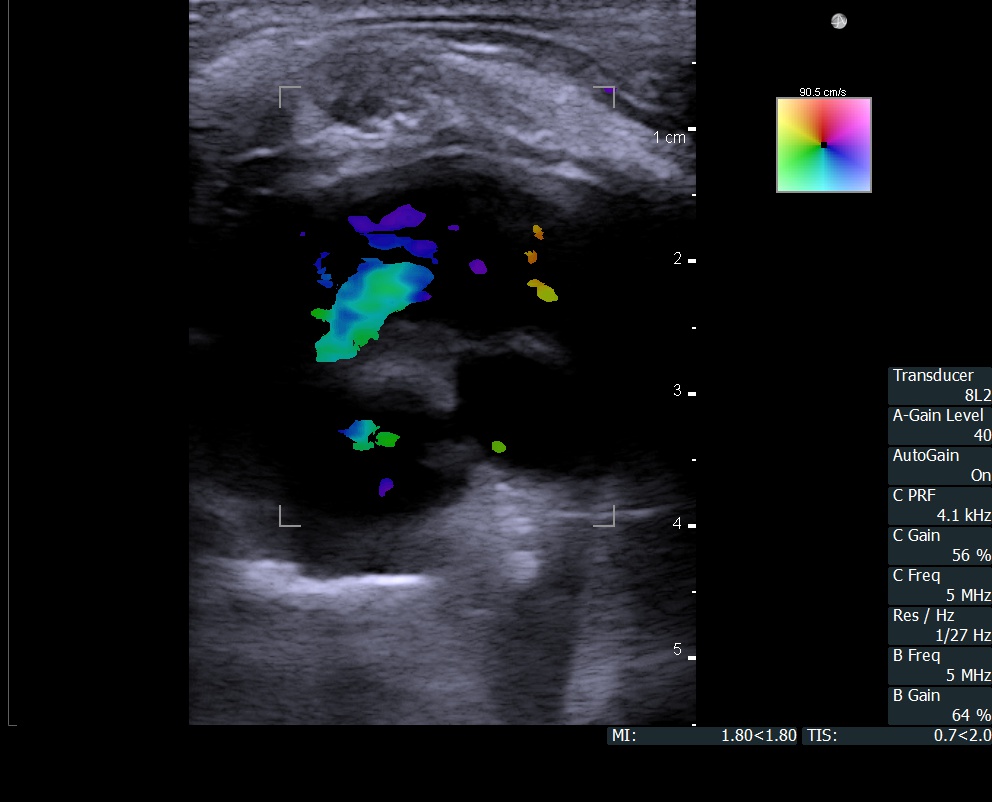 90.5 cm/s
1 cm
2
3
4
5
Transducer
8L2
A-Gain Level
40
AutoGain
On
C PRF
4.1 kHz
C Gain
56 %
C Freq
5 MHz
Res / Hz
1/27 Hz
B Freq
5 MHz
B Gain
64 %
MI: 1.80<1.80 TIS: 0.7<2.0